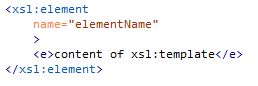 <xsl:element
name="elementName"
>
<e>content of xsl:template</e>
</xsl:element>